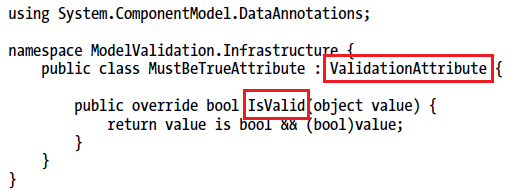 using System.ComponentModel.DataAnnotations;
namespace ModelValidation.Infrastructure {
public class MustBeTrueAttribute : ValidationAttribute {
public override bool IsValid(object value) {
return value is bool && (bool)value;
}
}
}